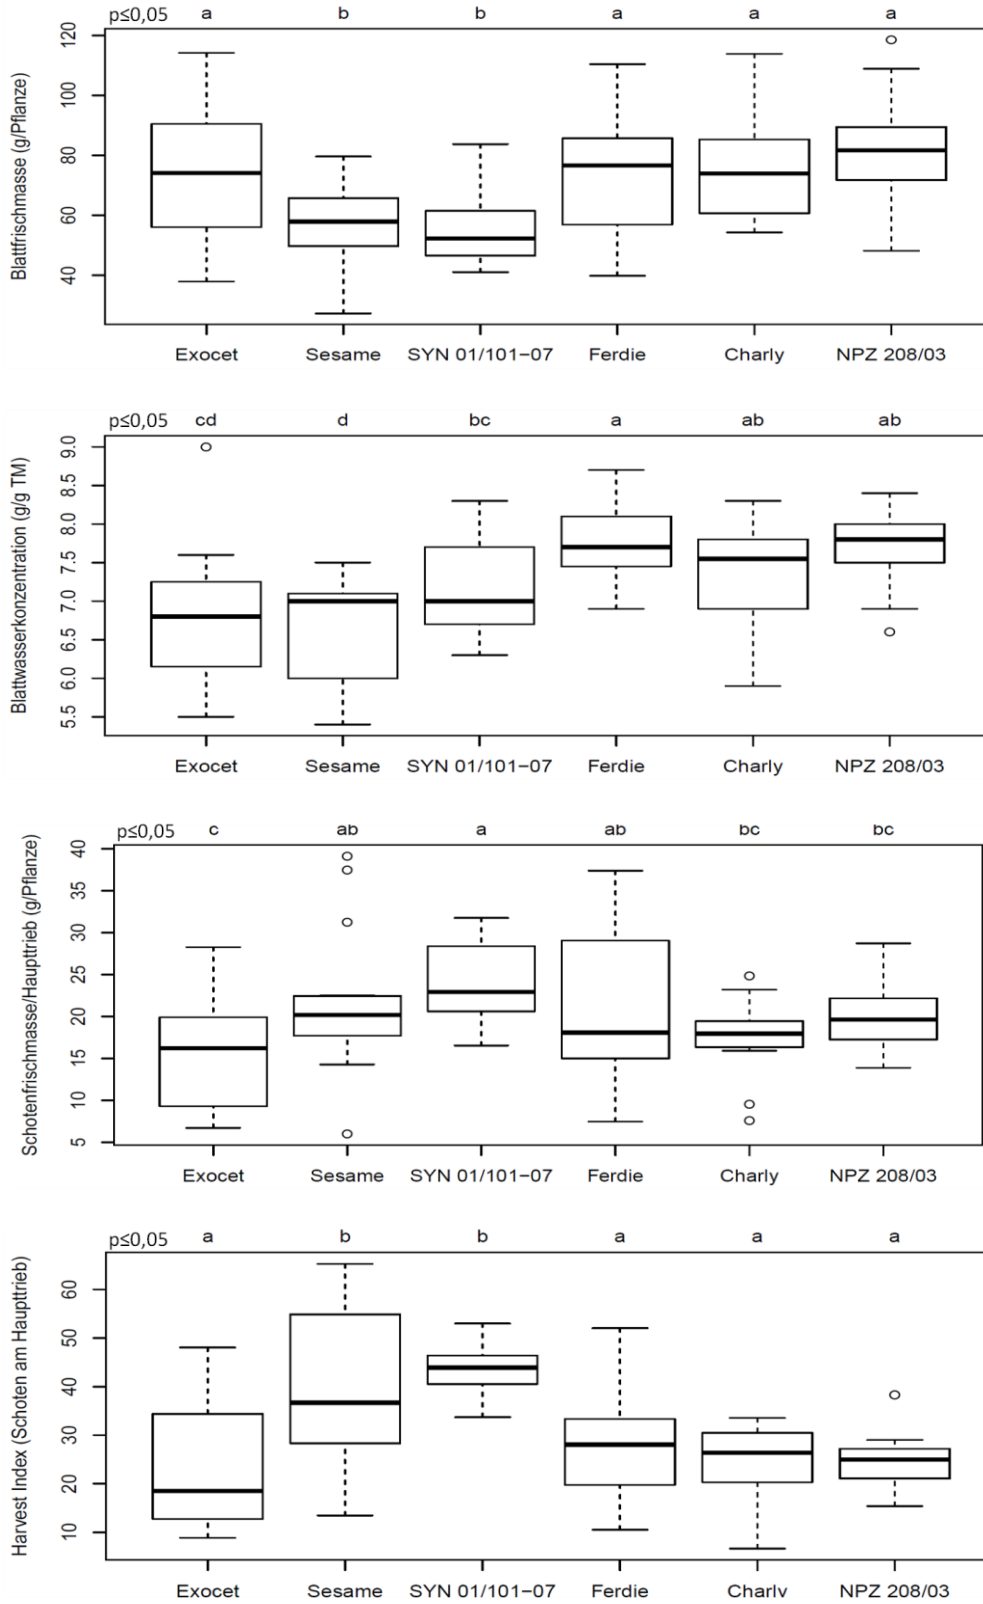 p≤0,05 a b b a a a
Blattfrischmasse (g/Pflanze)
120
100
80
60
40
Exocet Sesame SYN 01/101−07 Ferdie Charly NPZ 208/03
p≤0,05 cd d bc a ab ab
Blattwasserkonzentration (g/g TM)
9.0
8.5
8.0
7.5
7.0
6.5
6.0
5.5
Exocet Sesame SYN 01/101−07 Ferdie Charly NPZ 208/03
p≤0,05 c ab a ab bc bc
Schotenfrischmasse/Haupttrieb (g/Pflanze)
40
35
30
25
20
15
10
5
Exocet Sesame SYN 01/101−07 Ferdie Charly NPZ 208/03
p≤0,05 a b b a a a
Harvest Index (Schoten am Haupttrieb)
60
50
40
30
20
10
Exocet Sesame SYN 01/101−07 Ferdie Charly NPZ 208/03